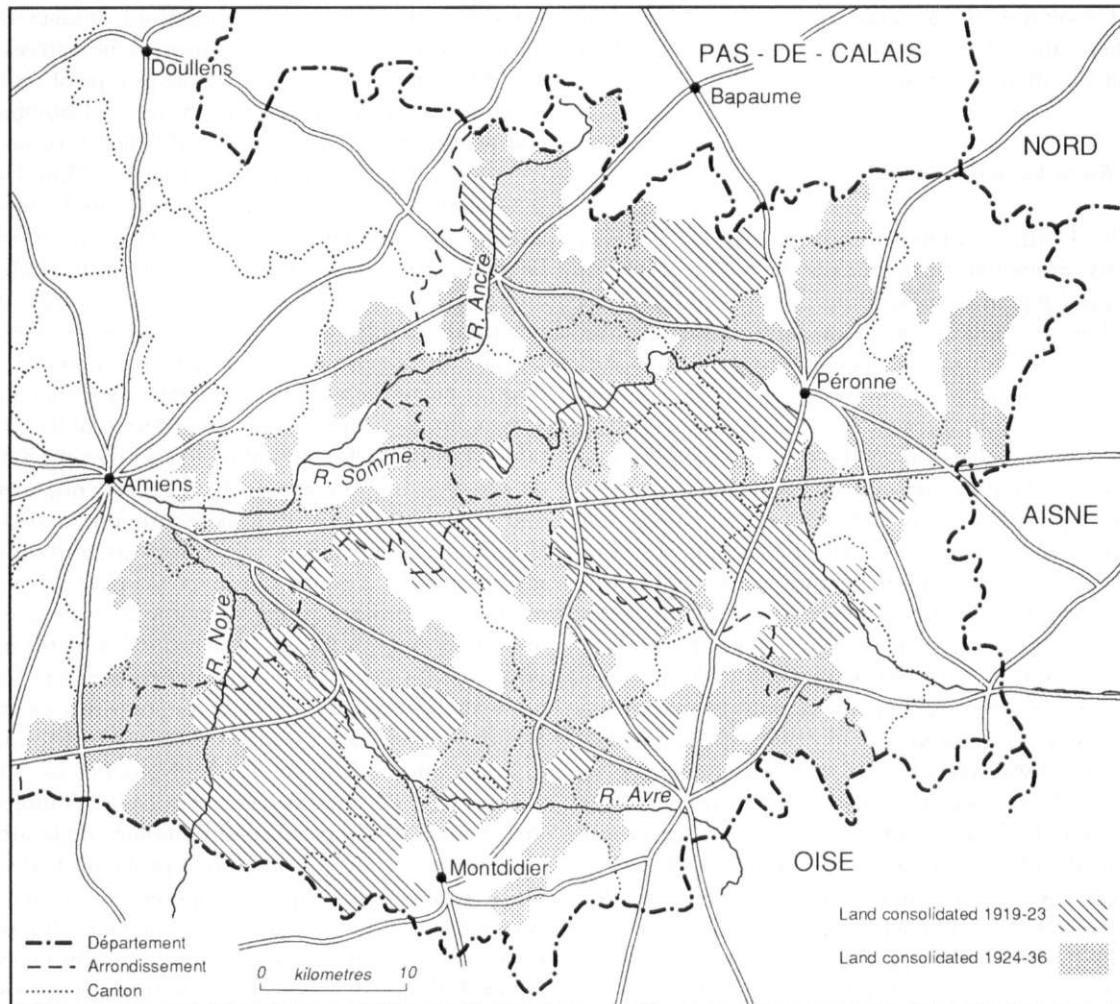 Doullens
PAS - DE - CALAIS
Bapaume
NORD
R. Ancre
Péronne
R. Somme
Amiens
AISNE
R. Noye
R. Avre
OISE
Montdidier
Land consolidated 1919-23
Land consolidated 1924-36
Département
Arrondissement
Canton
0 kilometres 10